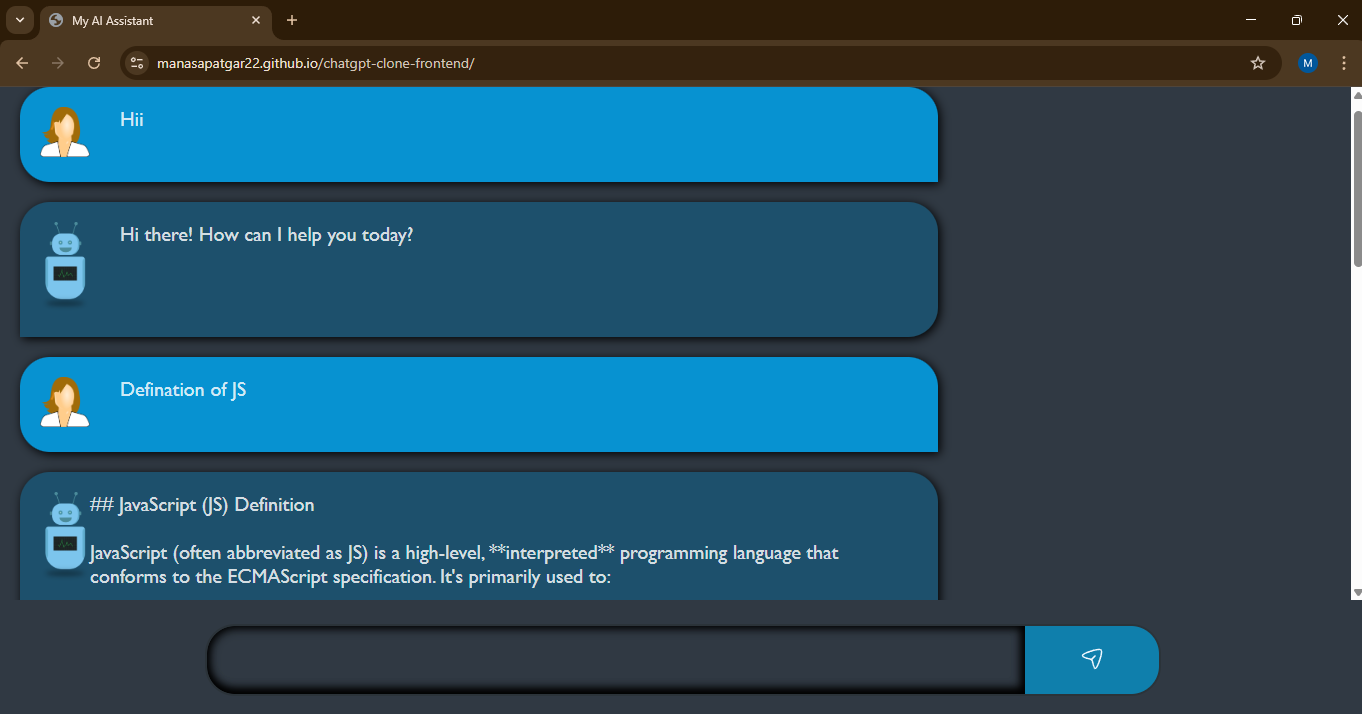 My AI Assistant
manasapatgar22.github.io/chatgpt-clone-frontend/
M
Hii
Hi there! How can I help you today?
Defination of JS
## JavaScript (JS) Definition
JavaScript (often abbreviated as JS) is a high-level, **interpreted** programming language that
conforms to the ECMAScript specification. It's primarily used to: